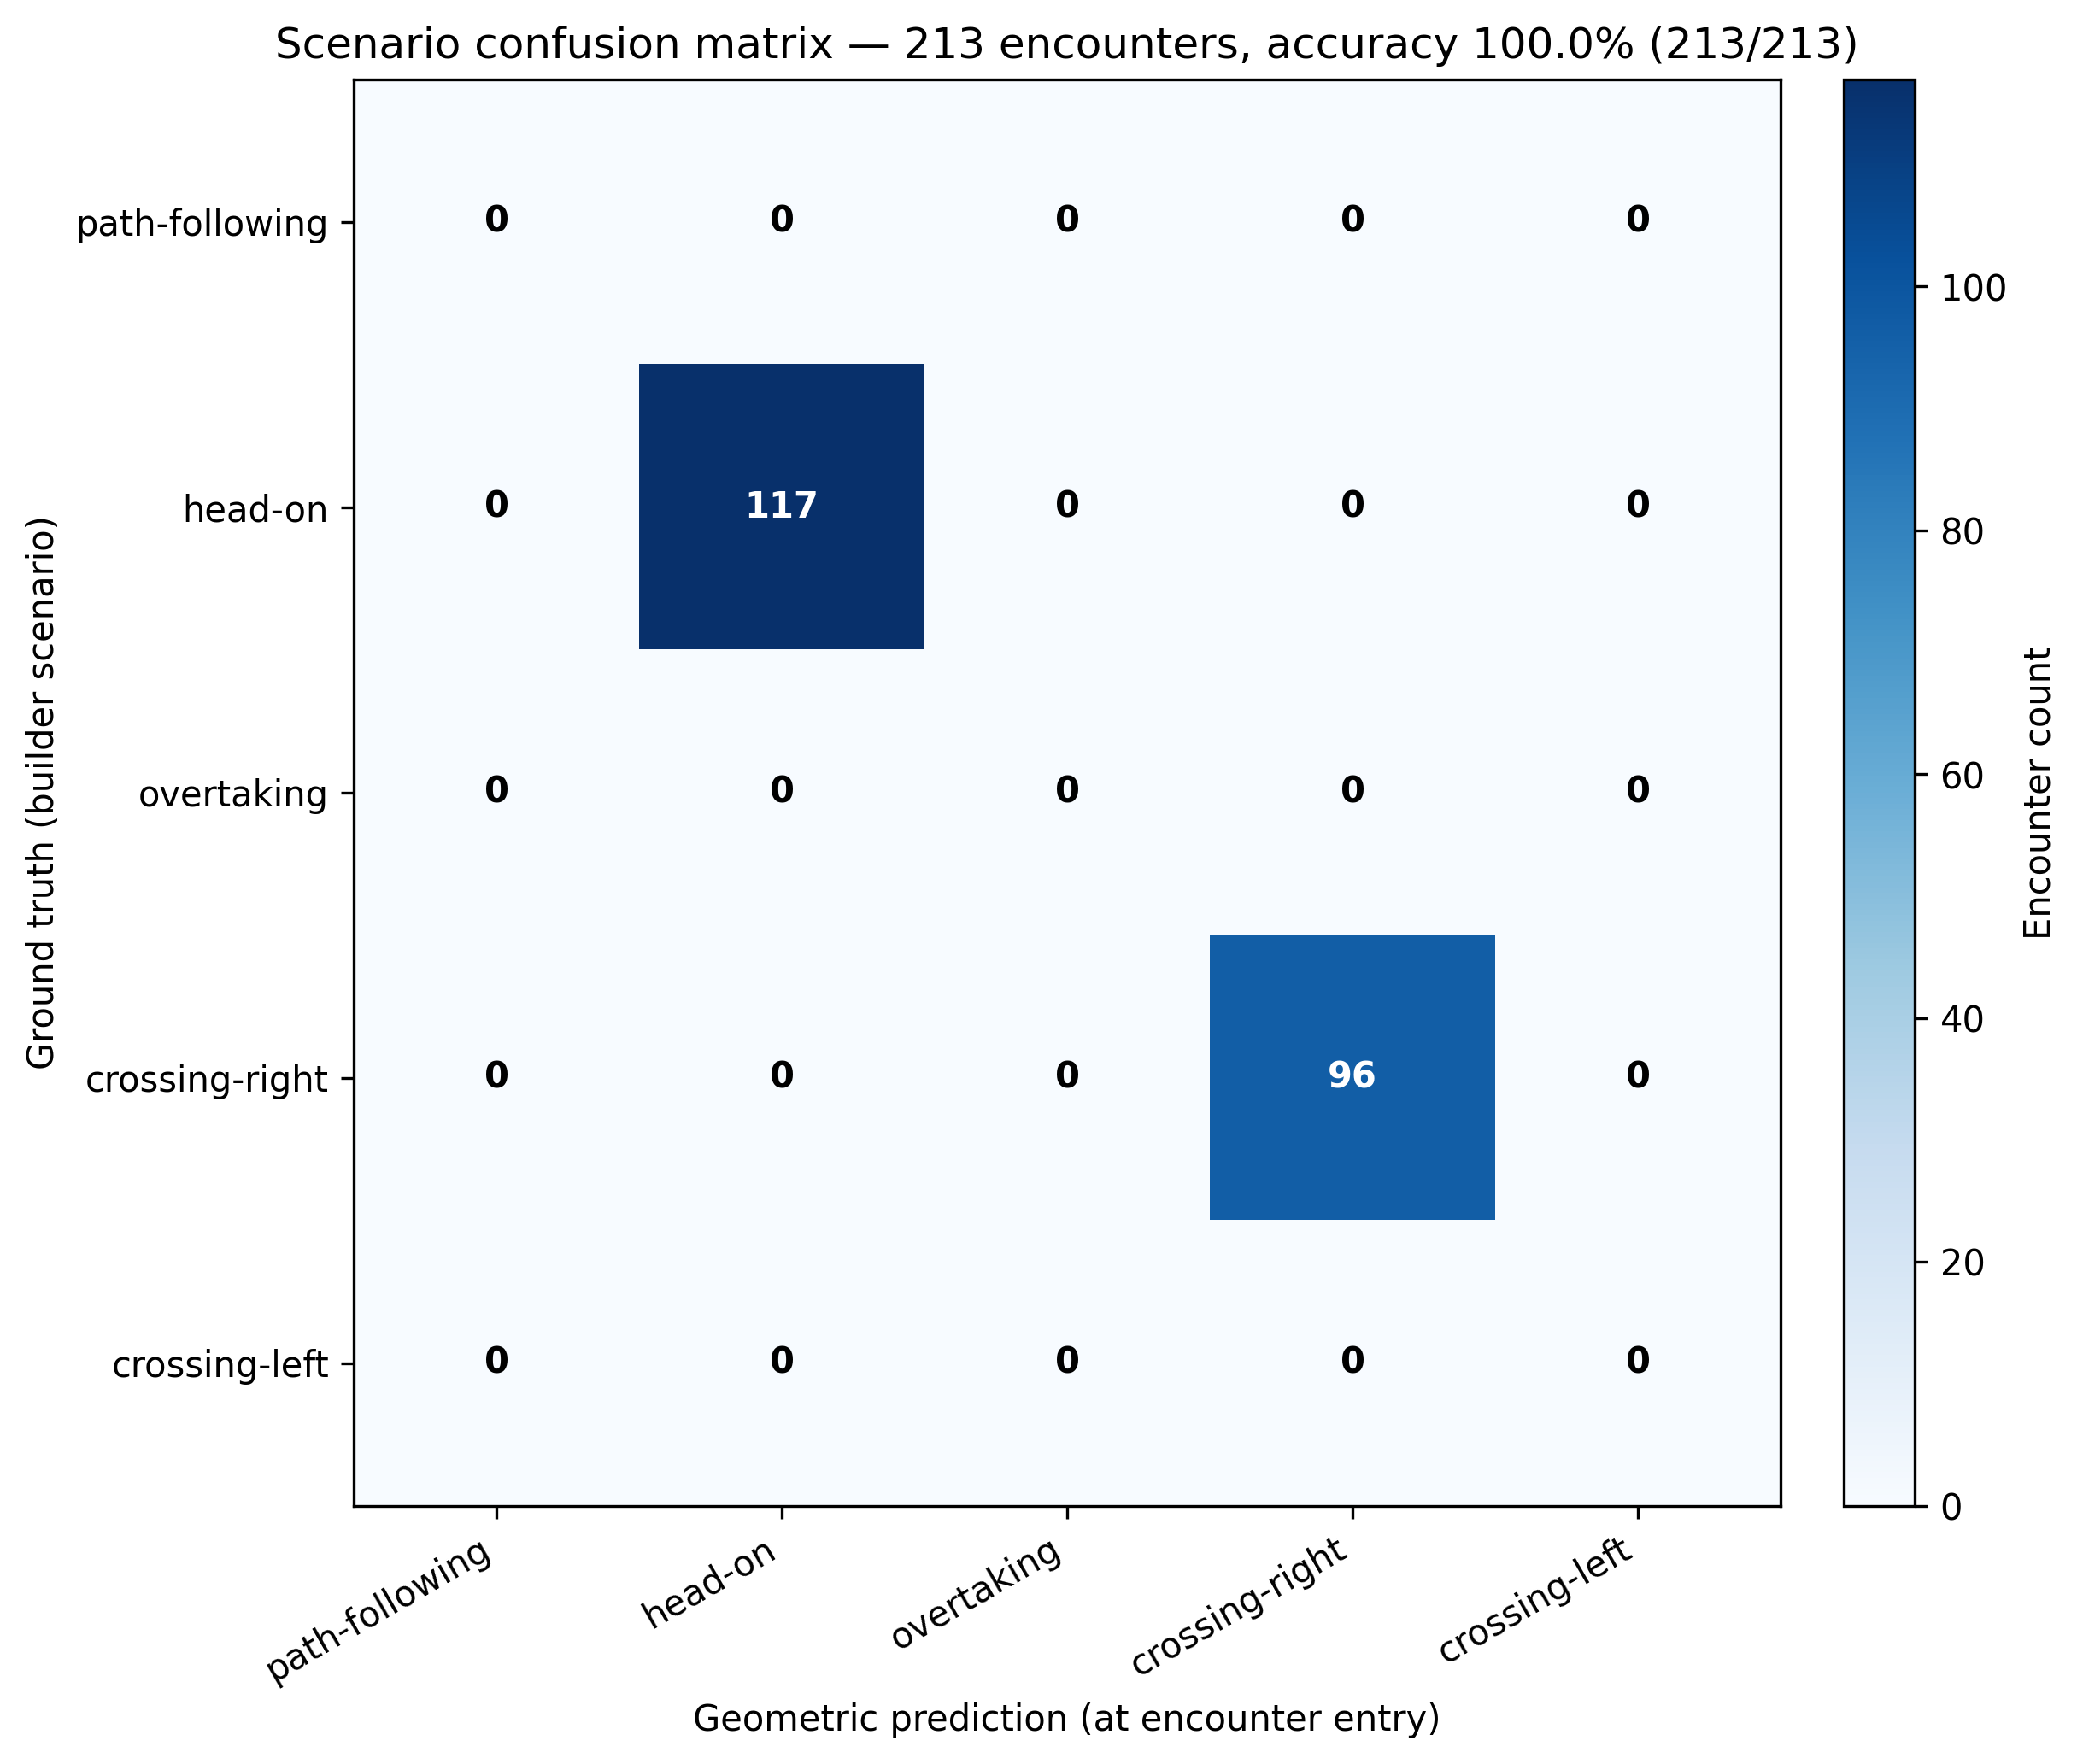 Scenario confusion matrix — 213 encounters, accuracy 100.0% (213/213)
Ground truth (builder scenario)
path-following 0 0 0 0 0
head-on 0 117 0 0 0
overtaking 0 0 0 0 0
crossing-right 0 0 0 96 0
crossing-left 0 0 0 0 0
path-following head-on overtaking crossing-right crossing-left
Geometric prediction (at encounter entry)
100
80
60
40
20
0
Encounter count